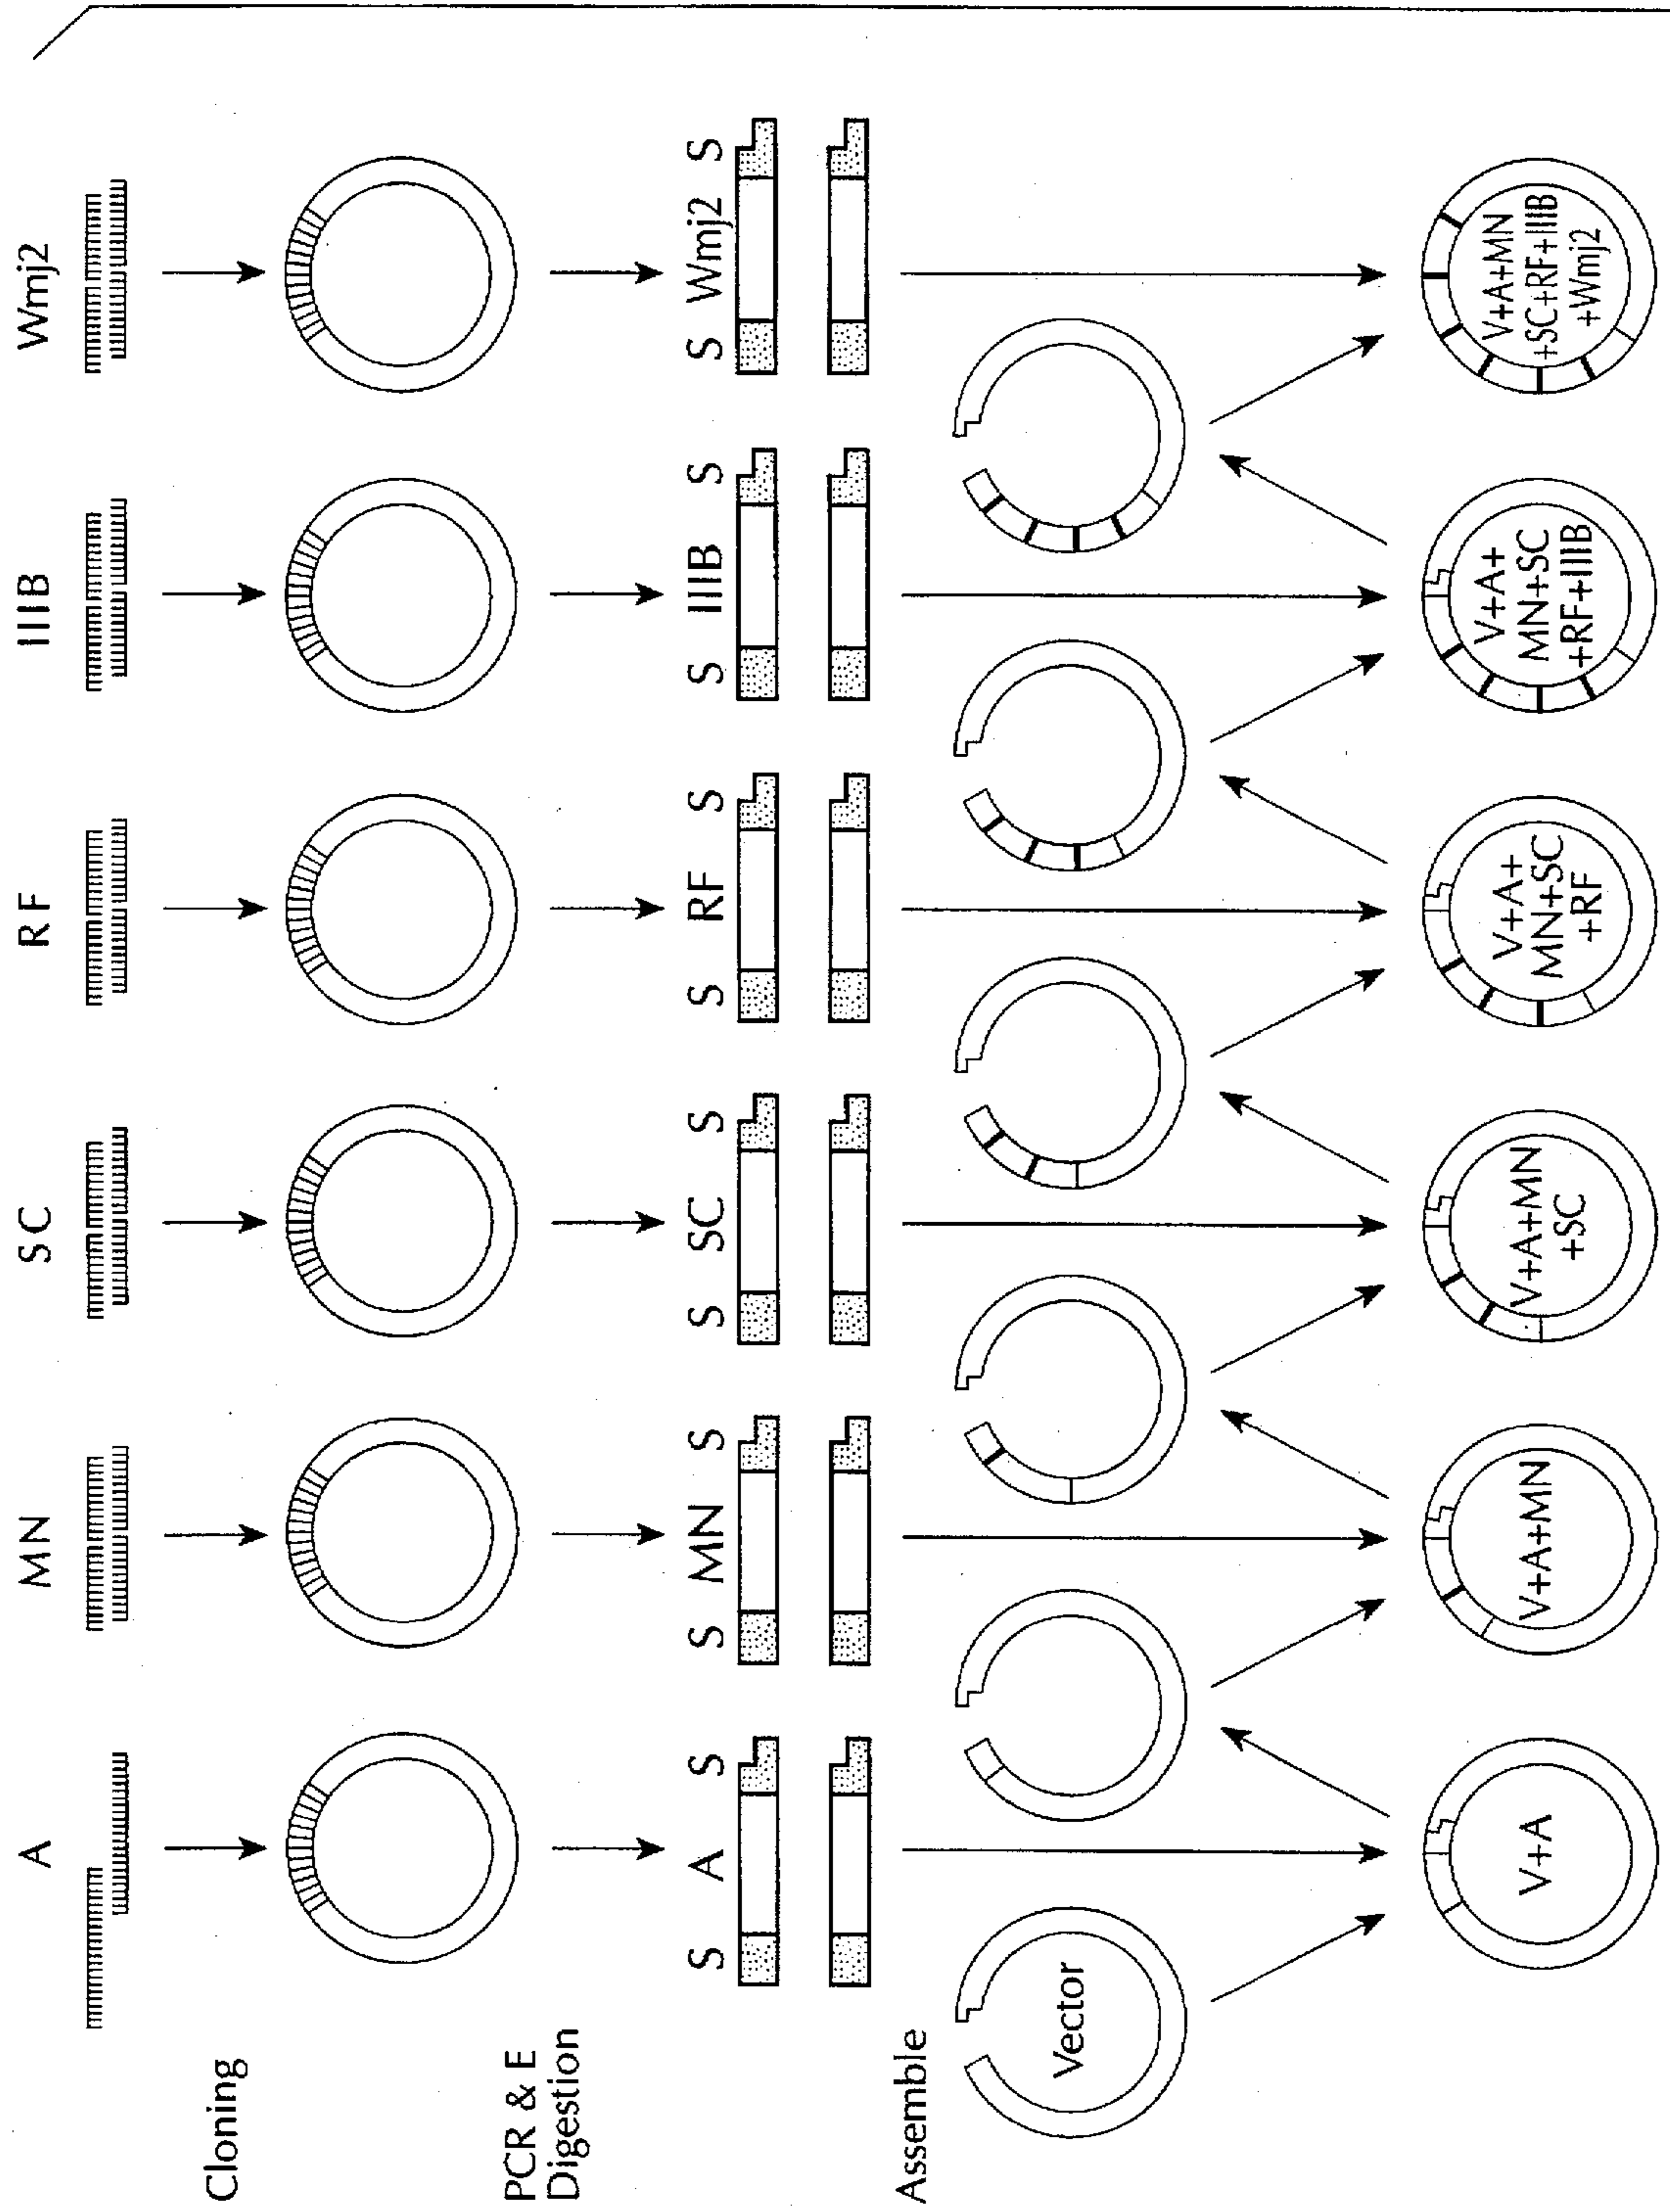 A
MN
SC
RF
IIIB
Wmj2
Cloning
PCR & E
Digestion
S A S
S MN S
S SC S
S RF S
S IIIB S
S Wmj2 S
Assemble
Vector
V+A
V+A+MN
V+A+MN
+SC
V+A+
MN+SC
+RF
V+A+
MN+SC
+RF+IIIB
V+A+MN
+SC+RF+IIIB
+Wmj2